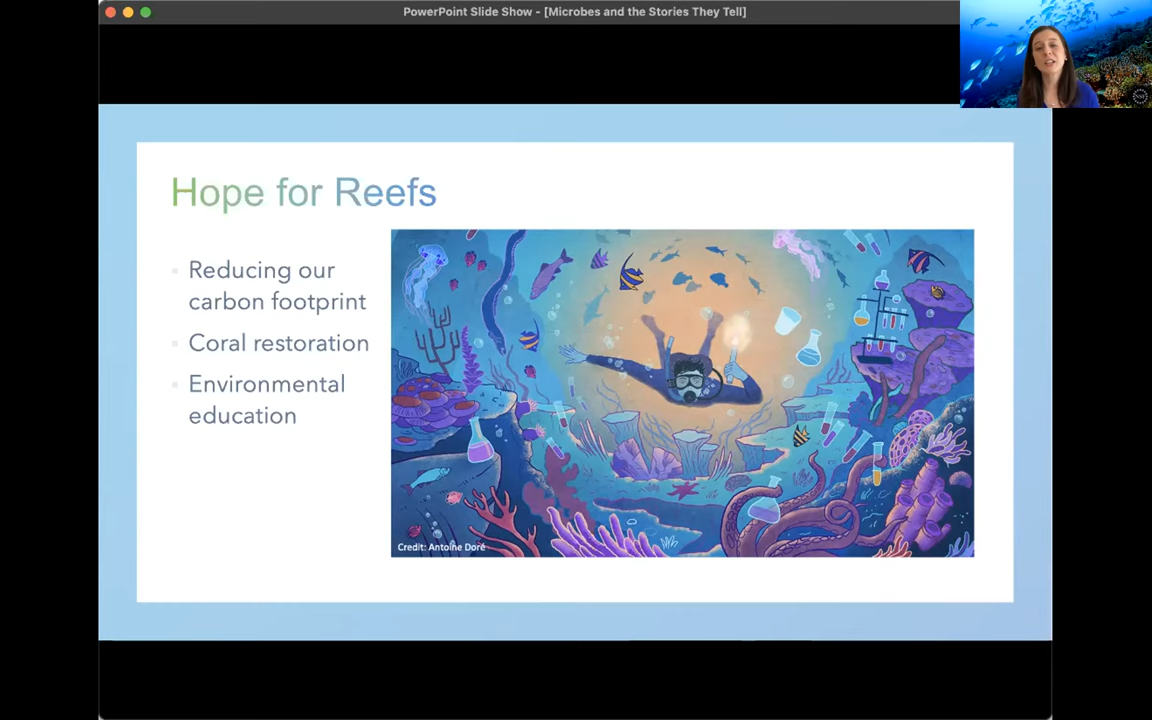 PowerPoint Slide Show - [Microbes and the Stories They Tell]
Hope for Reefs
Reducing our
carbon footprint
Coral restoration
Environmental
education
Credit: Antoine Doré